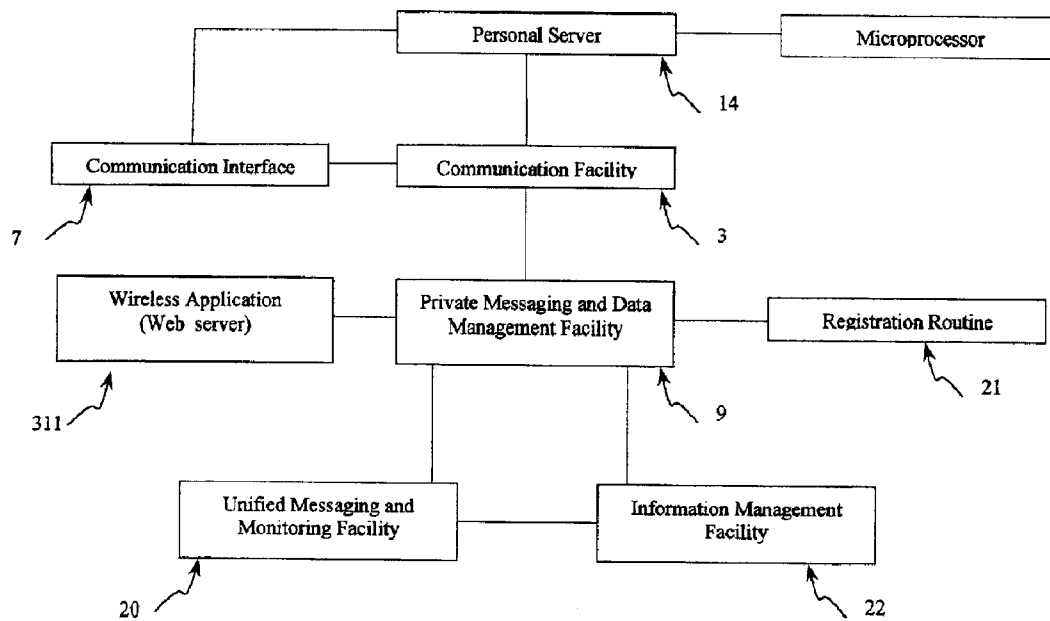 Personal Server
Microprocessor
14
Communication Interface
Communication Facility
7
3
Wireless Application
(Web server)
Private Messaging and Data
Management Facility
Registration Routine
311
9
21
Unified Messaging and
Monitoring Facility
Information Management
Facility
20
22